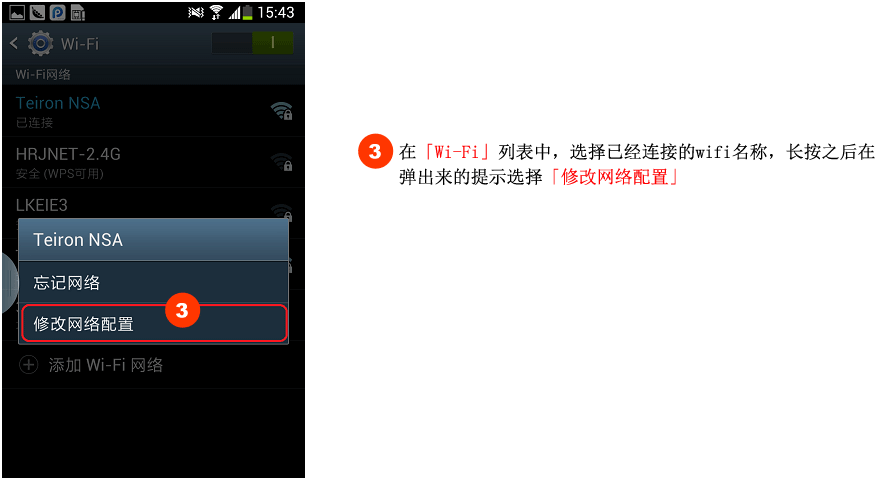 15:43
Wi-Fi
Wi-Fi网络
Teiron NSA
已连接
HRJNET-2.4G
安全 (WPS可用)
LKEIE3
Teiron NSA
忘记网络
3
修改网络配置
添加 Wi-Fi 网络
3 在「Wi-Fi」列表中，选择已经连接的wifi名称，长按之后在
弹出来的提示选择「修改网络配置」